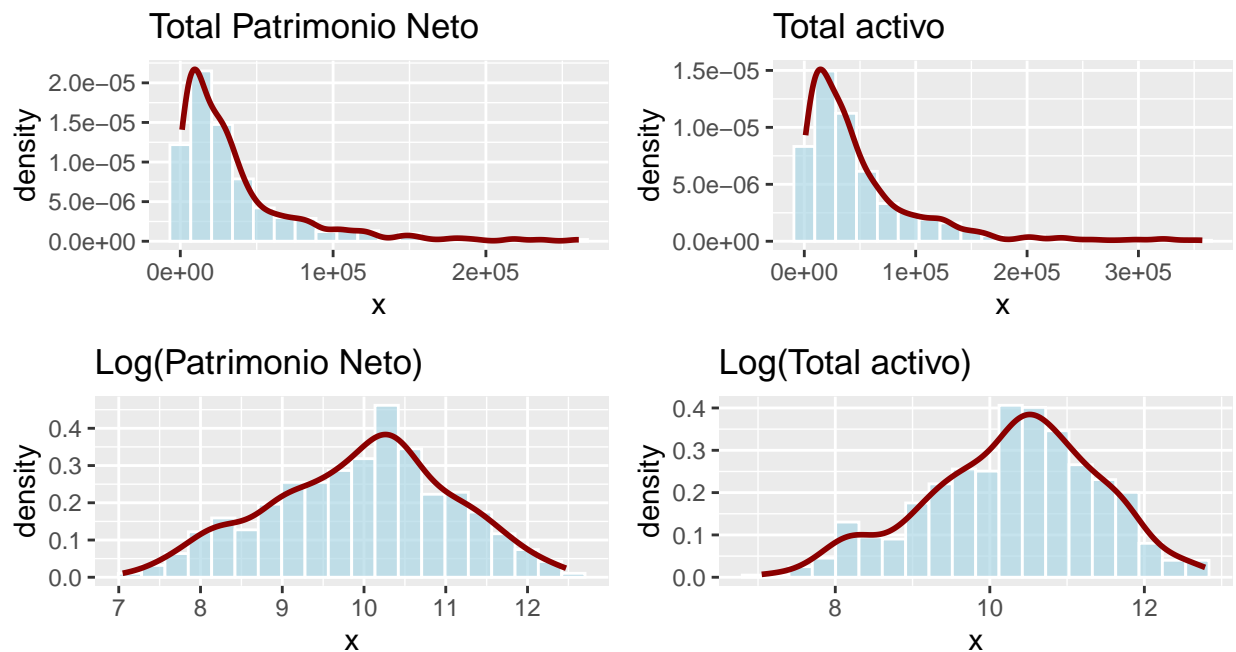 Total Patrimonio Neto
density
2.0e−05
1.5e−05
1.0e−05
5.0e−06
0.0e+00
0e+00 1e+05 2e+05
x
Total activo
density
1.5e−05
1.0e−05
5.0e−06
0.0e+00
0e+00 1e+05 2e+05 3e+05
x
Log(Patrimonio Neto)
density
0.4
0.3
0.2
0.1
0.0
7 8 9 10 11 12
x
Log(Total activo)
density
0.4
0.3
0.2
0.1
0.0
8 10 12
x